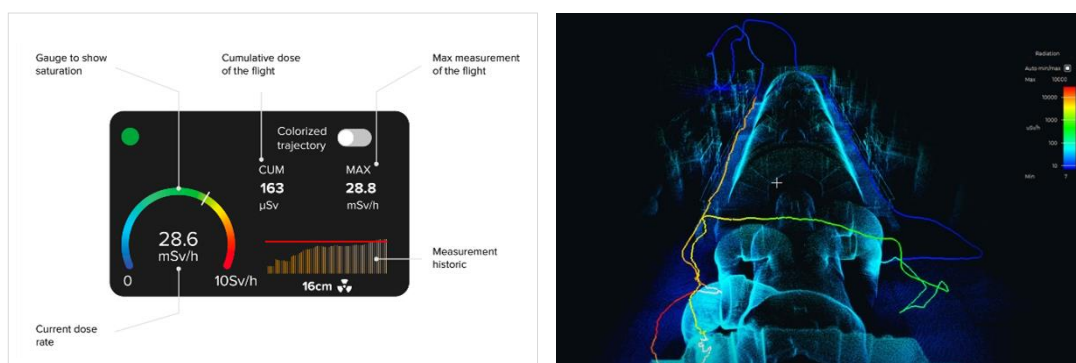 Gauge to show
saturation
Cumulative dose
of the flight
Max measurement
of the flight
Colorized
trajectory
CUM
MAX
163
28.8
µSv
mSv/h
28.6
mSv/h
0
10Sv/h
16cm
Measurement
historic
Current dose
rate
Radiation
Auto min/max
Max 10000
10000
1000
uSv/h
100
10
Min 7